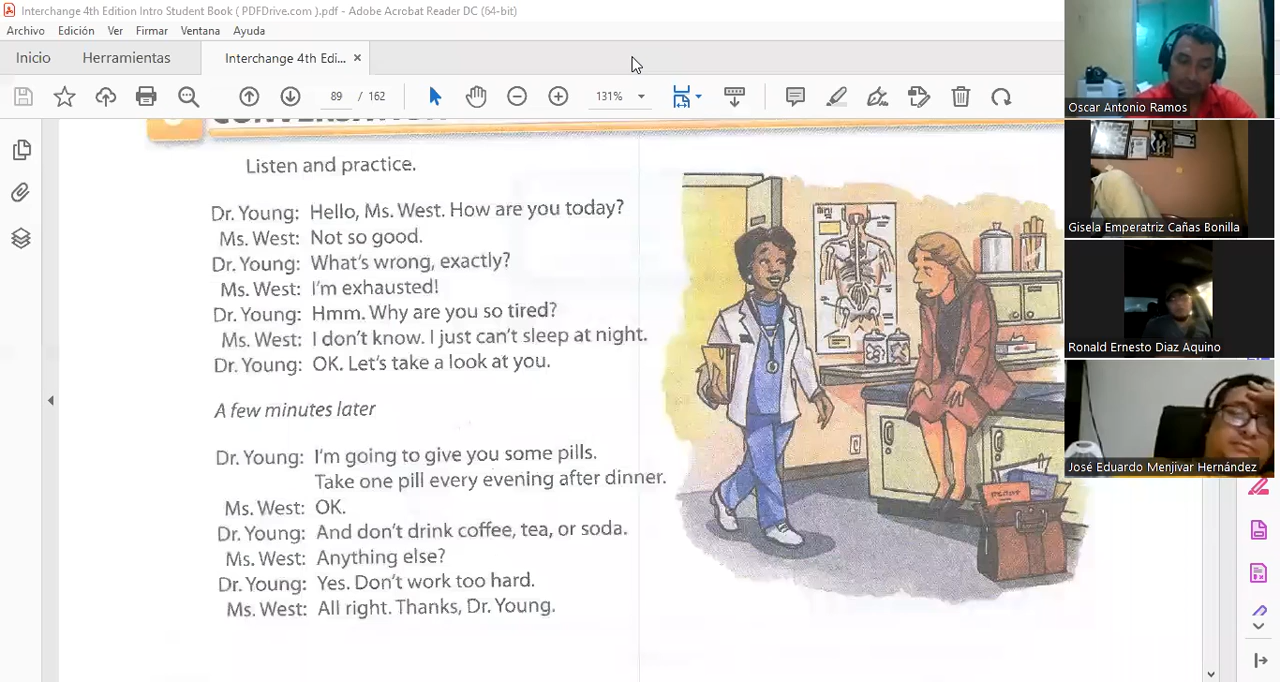 Interchange 4th Edition Intro Student Book ( PDFDrive.com ).pdf - Adobe Acrobat Reader DC (64-bit)
Archivo Edición Ver Firmar Ventana Ayuda
Inicio Herramientas Interchange 4th Edi... ×
89 / 162 131%
Listen and practice.
Dr. Young: Hello, Ms. West. How are you today?
Ms. West: Not so good.
Dr. Young: What's wrong, exactly?
Ms. West: I'm exhausted!
Dr. Young: Hmm. Why are you so tired?
Ms. West: I don't know. I just can't sleep at night.
Dr. Young: OK. Let's take a look at you.
A few minutes later
Dr. Young: I'm going to give you some pills.
Take one pill every evening after dinner.
Ms. West: OK.
Dr. Young: And don't drink coffee, tea, or soda.
Ms. West: Anything else?
Dr. Young: Yes. Don't work too hard.
Ms. West: All right. Thanks, Dr. Young.
Oscar Antonio Ramos
Gisela Emperatriz Cañas Bonilla
Ronald Ernesto Diaz Aquino
José Eduardo Menjivar Hernández